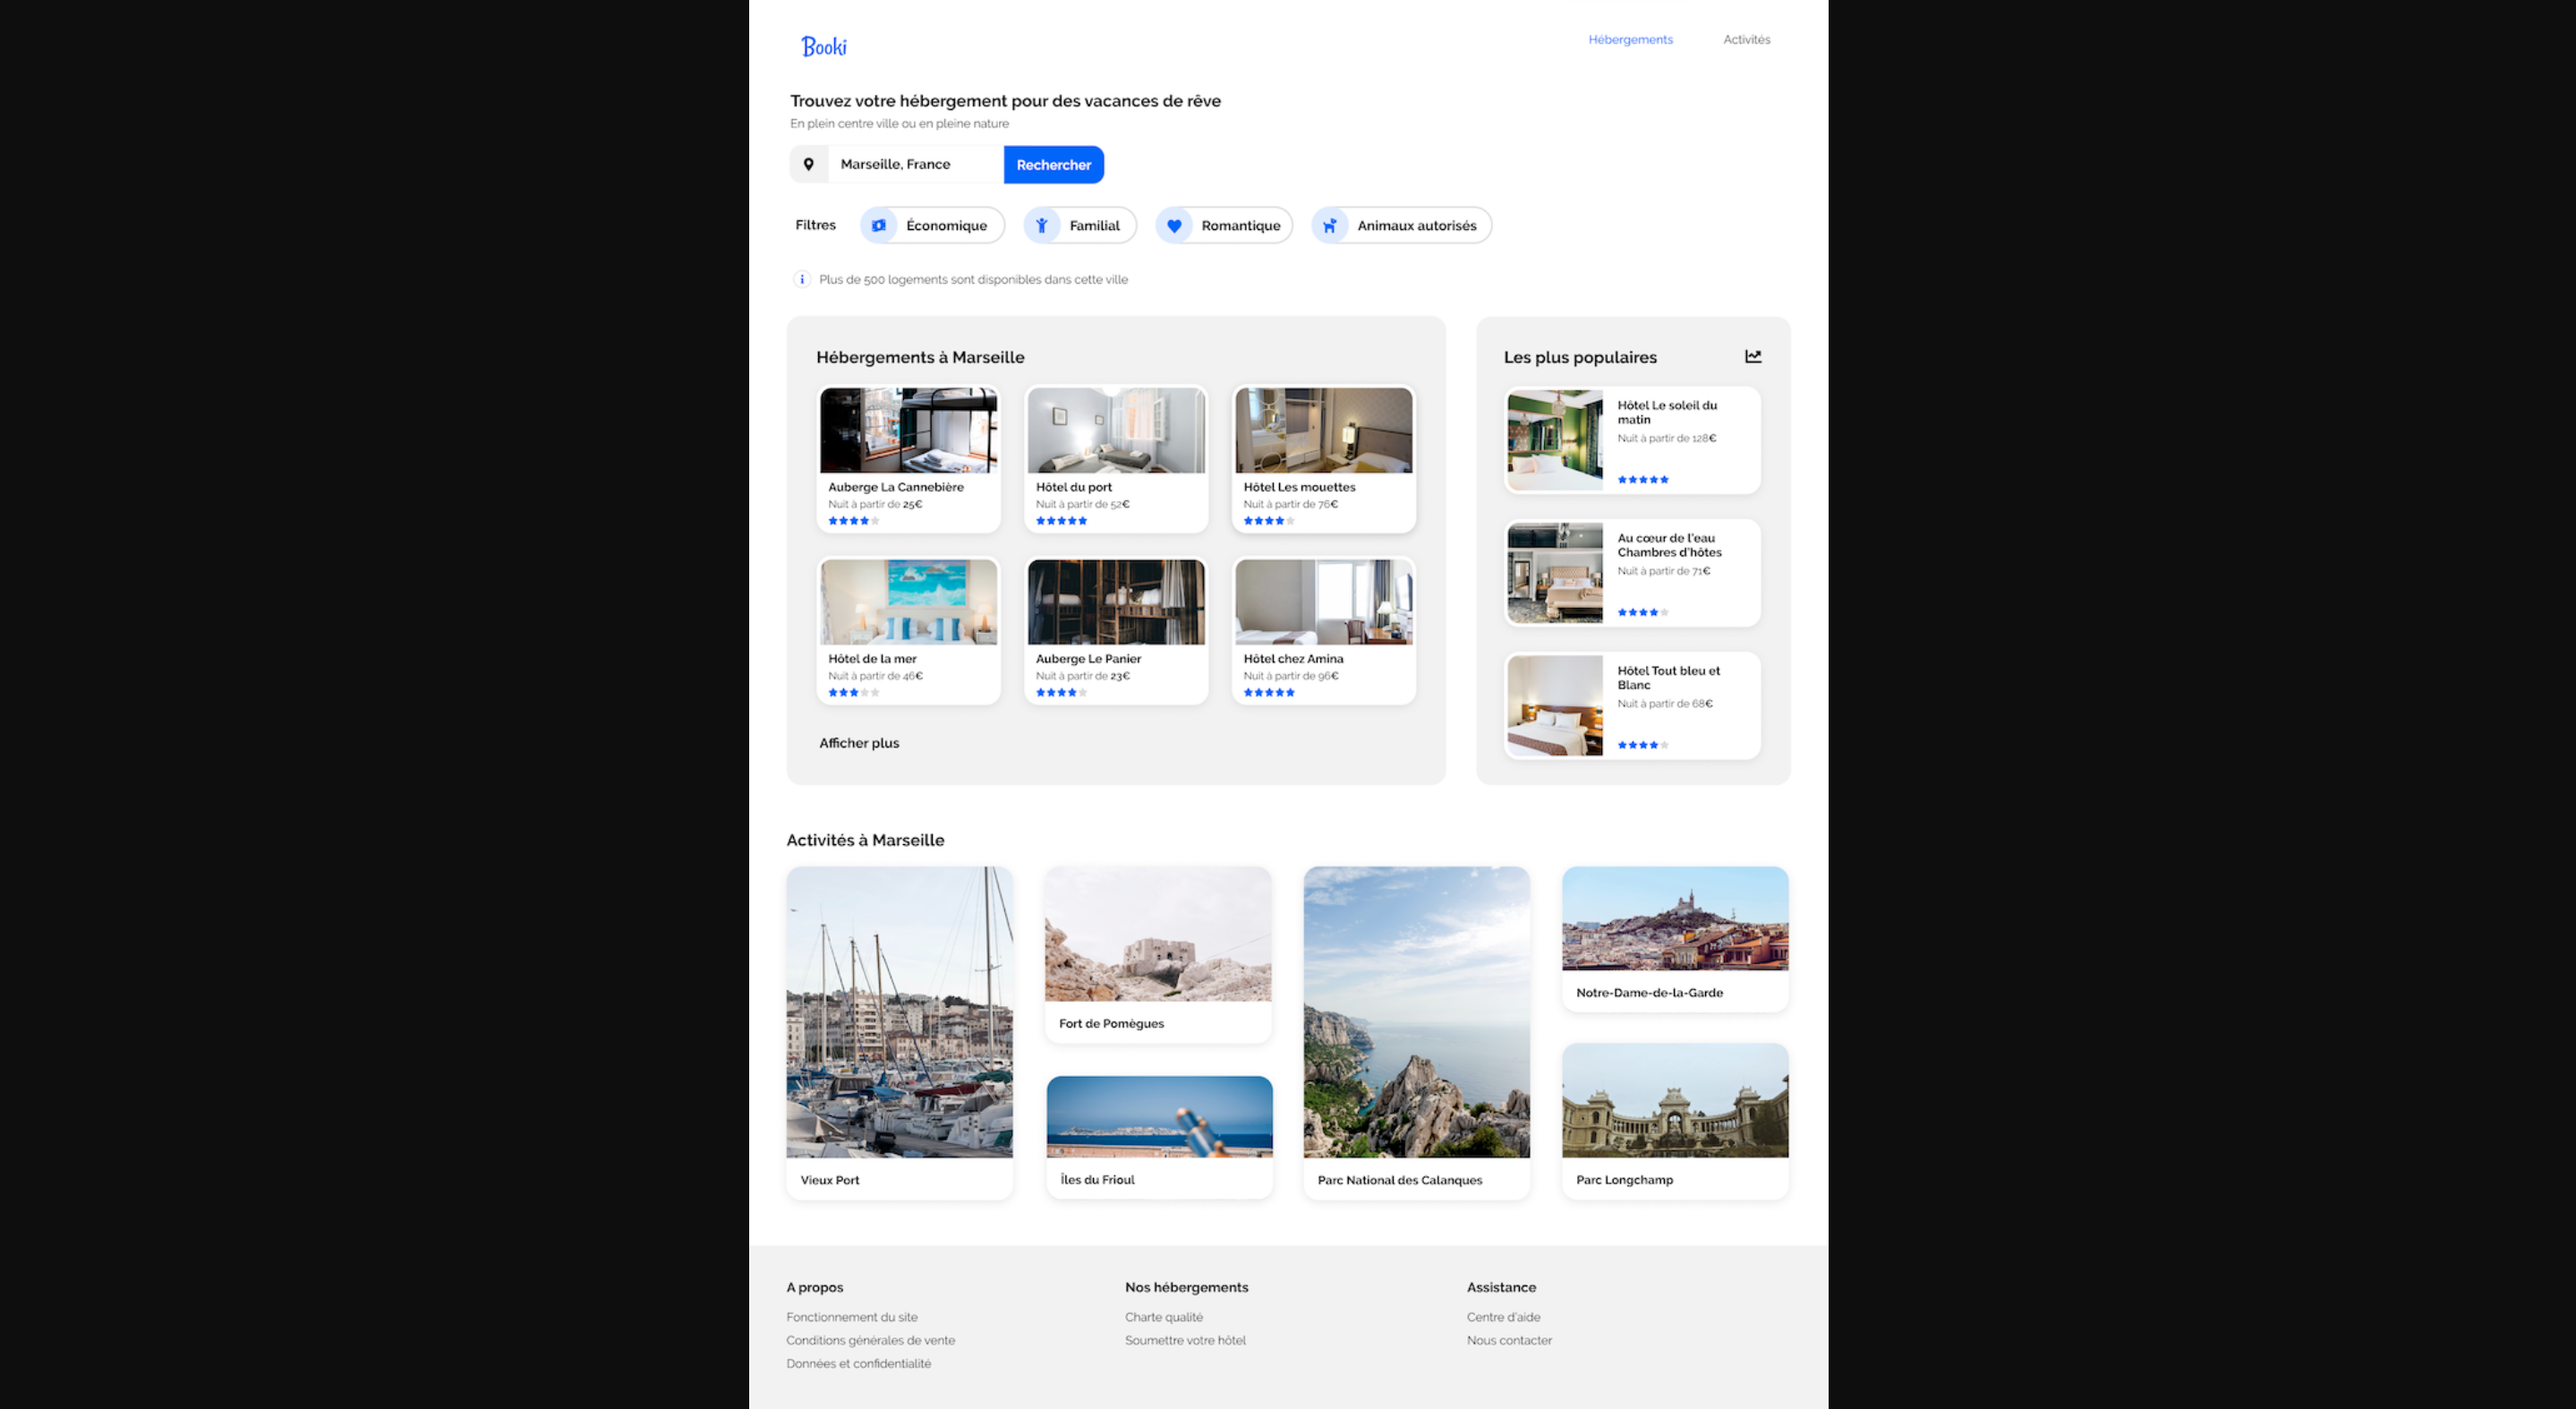 Booki
Hébergements
Activités
Trouvez votre hébergement pour des vacances de rêve
En plein centre ville ou en pleine nature
Marseille, France
Rechercher
Filtres
Économique
Familial
Romantique
Animaux autorisés
Plus de 500 logements sont disponibles dans cette ville
Hébergements à Marseille
Auberge La Cannebière
Nuit à partir de 25€
Hôtel du port
Nuit à partir de 52€
Hôtel Les mouettes
Nuit à partir de 76€
Hôtel de la mer
Nuit à partir de 46€
Auberge Le Panier
Nuit à partir de 23€
Hôtel chez Amina
Nuit à partir de 96€
Afficher plus
Les plus populaires
Hôtel Le soleil du
matin
Nuit à partir de 128€
Au cœur de l'eau
Chambres d'hôtes
Nuit à partir de 71€
Hôtel Tout bleu et
Blanc
Nuit à partir de 68€
Activités à Marseille
Vieux Port
Fort de Pomègues
Îles du Frioul
Parc National des Calanques
Notre-Dame-de-la-Garde
Parc Longchamp
A propos
Fonctionnement du site
Conditions générales de vente
Données et confidentialité
Nos hébergements
Charte qualité
Soumettre votre hôtel
Assistance
Centre d'aide
Nous contacter